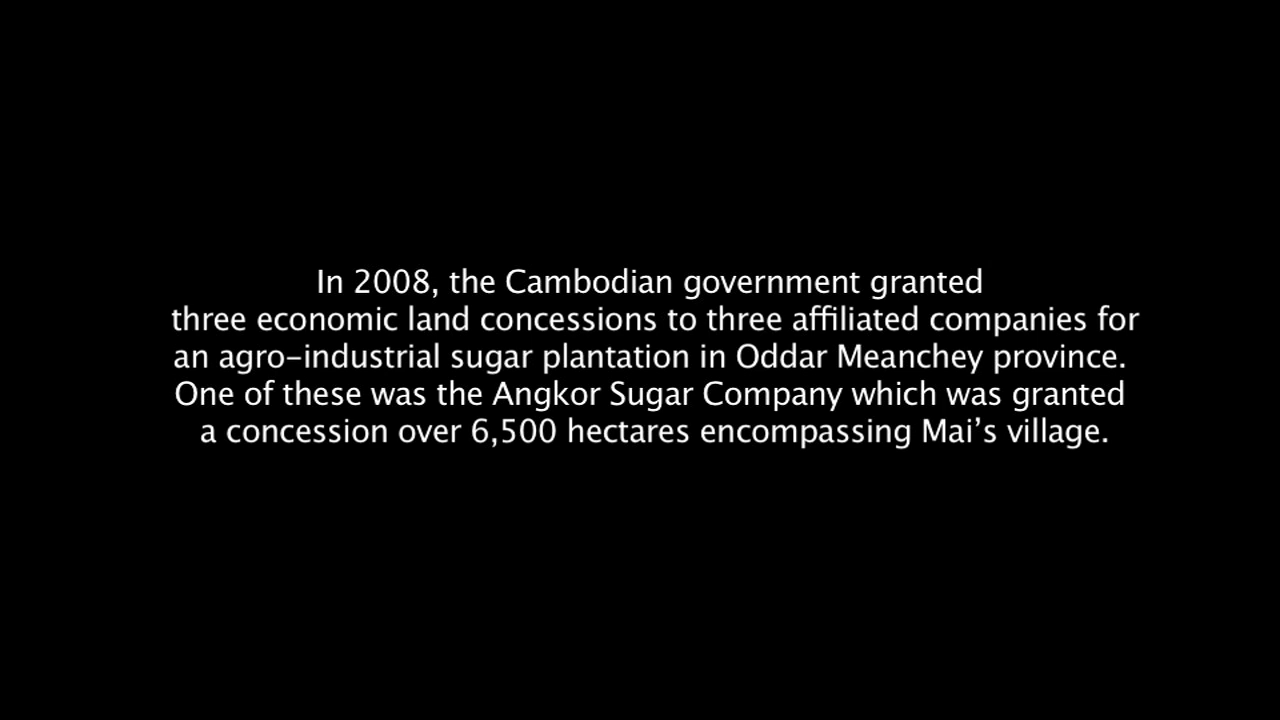 In 2008, the Cambodian government granted
three economic land concessions to three affiliated companies for
an agro-industrial sugar plantation in Oddar Meanchey province.
One of these was the Angkor Sugar Company which was granted
a concession over 6,500 hectares encompassing Mai’s village.